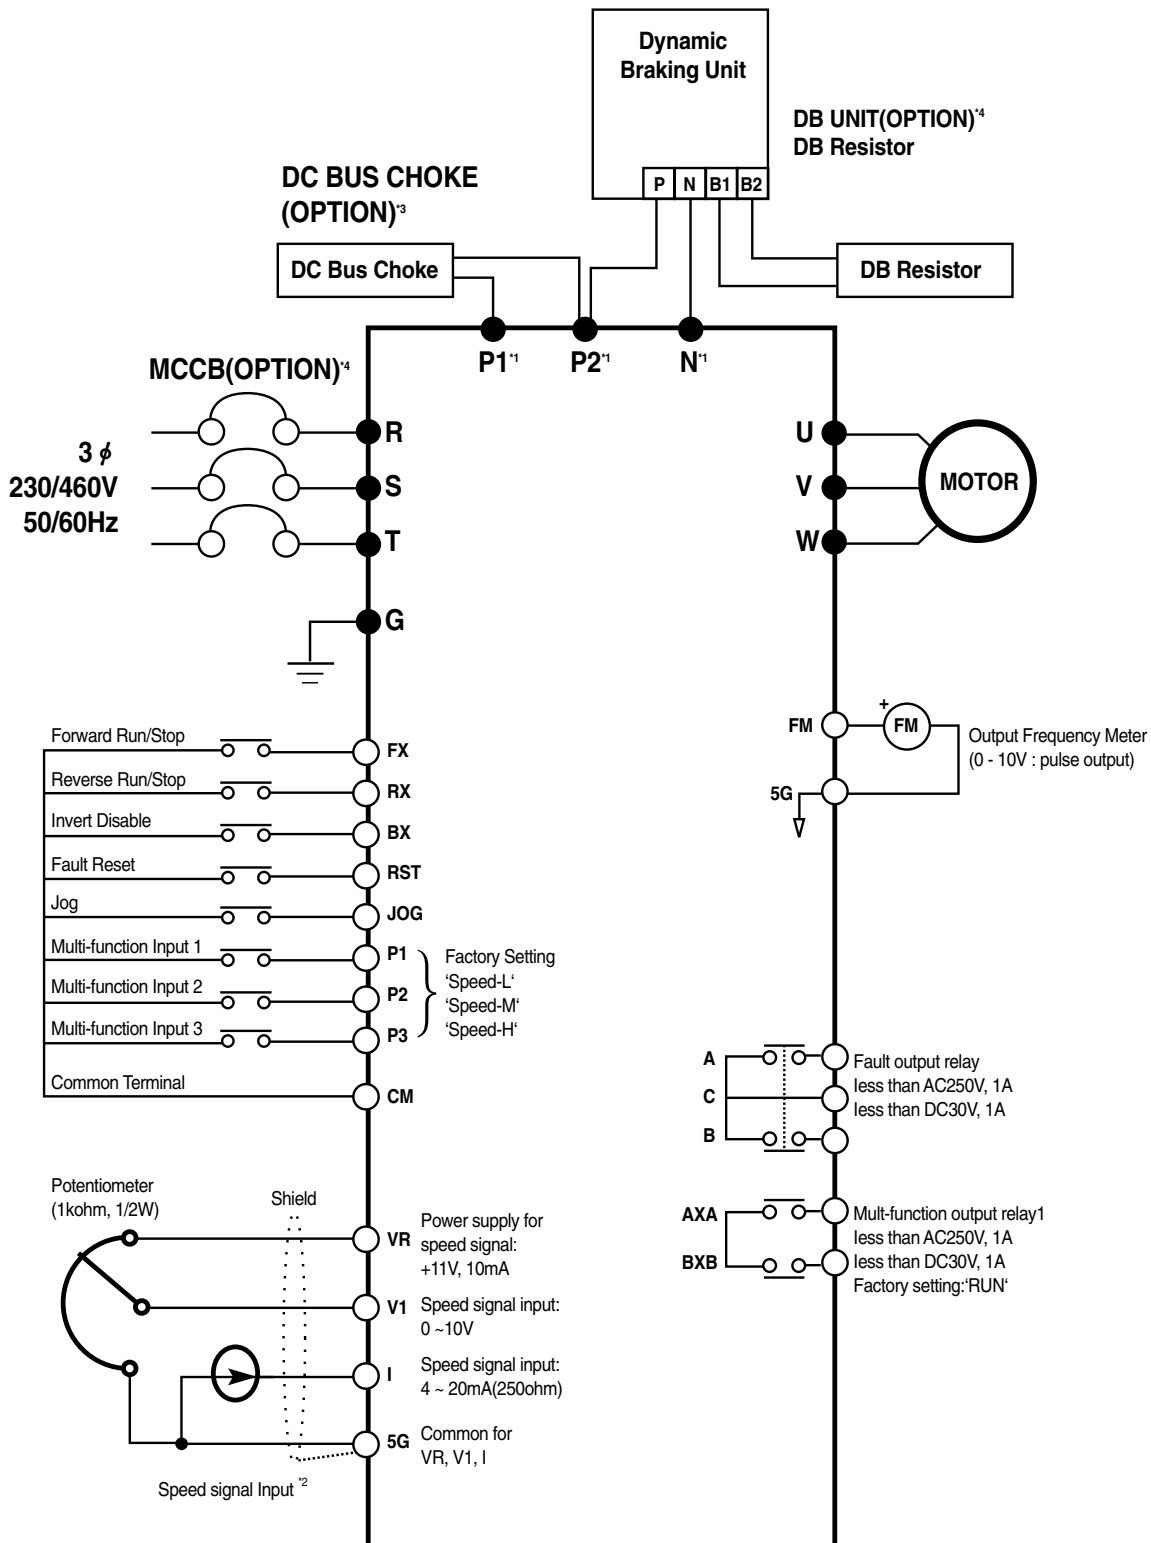 Dynamic
Braking Unit
DB UNIT(OPTION)*4
DB Resistor
P N B1 B2
DC BUS CHOKE
(OPTION)*3
DC Bus Choke
DB Resistor
P1*1
P2*1
N*1
MCCB(OPTION)*4
3 ϕ
230/460V
50/60Hz
R
S
T
G
U
V
W
MOTOR
Forward Run/Stop
FX
Reverse Run/Stop
RX
Invert Disable
BX
Fault Reset
RST
Jog
JOG
Multi-function Input 1
P1
Multi-function Input 2
P2
Multi-function Input 3
P3
Factory Setting
‘Speed-L‘
‘Speed-M‘
‘Speed-H‘
Common Terminal
CM
FM
+
FM
5G
Output Frequency Meter
(0 - 10V : pulse output)
A
C
B
Fault output relay
less than AC250V, 1A
less than DC30V, 1A
AXA
BXB
Mult-function output relay1
less than AC250V, 1A
less than DC30V, 1A
Factory setting:‘RUN‘
Potentiometer
(1kohm, 1/2W)
Shield
VR
Power supply for
speed signal:
+11V, 10mA
V1
Speed signal input:
0 ~10V
I
Speed signal input:
4 ~ 20mA(250ohm)
5G
Common for
VR, V1, I
Speed signal Input *2